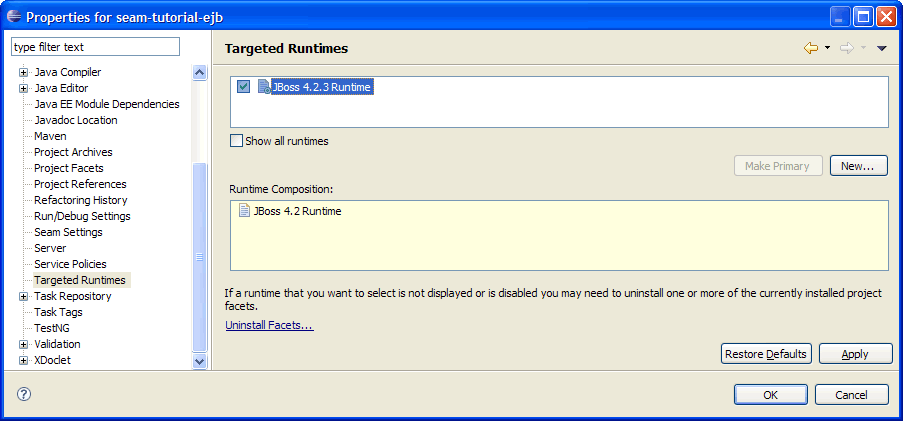 Properties for seam-tutorial-ejb
type filter text
Java Compiler
Java Editor
Java EE Module Dependencies
Javadoc Location
Maven
Project Archives
Project Facets
Project References
Refactoring History
Run/Debug Settings
Seam Settings
Server
Service Policies
Targeted Runtimes
Task Repository
Task Tags
TestNG
Validation
XDoclet
Targeted Runtimes
JBoss 4.2.3 Runtime
Show all runtimes
Make Primary
New...
Runtime Composition:
JBoss 4.2 Runtime
If a runtime that you want to select is not displayed or is disabled you may need to uninstall one or more of the currently installed project
facets.
Uninstall Facets...
Restore Defaults
Apply
OK
Cancel